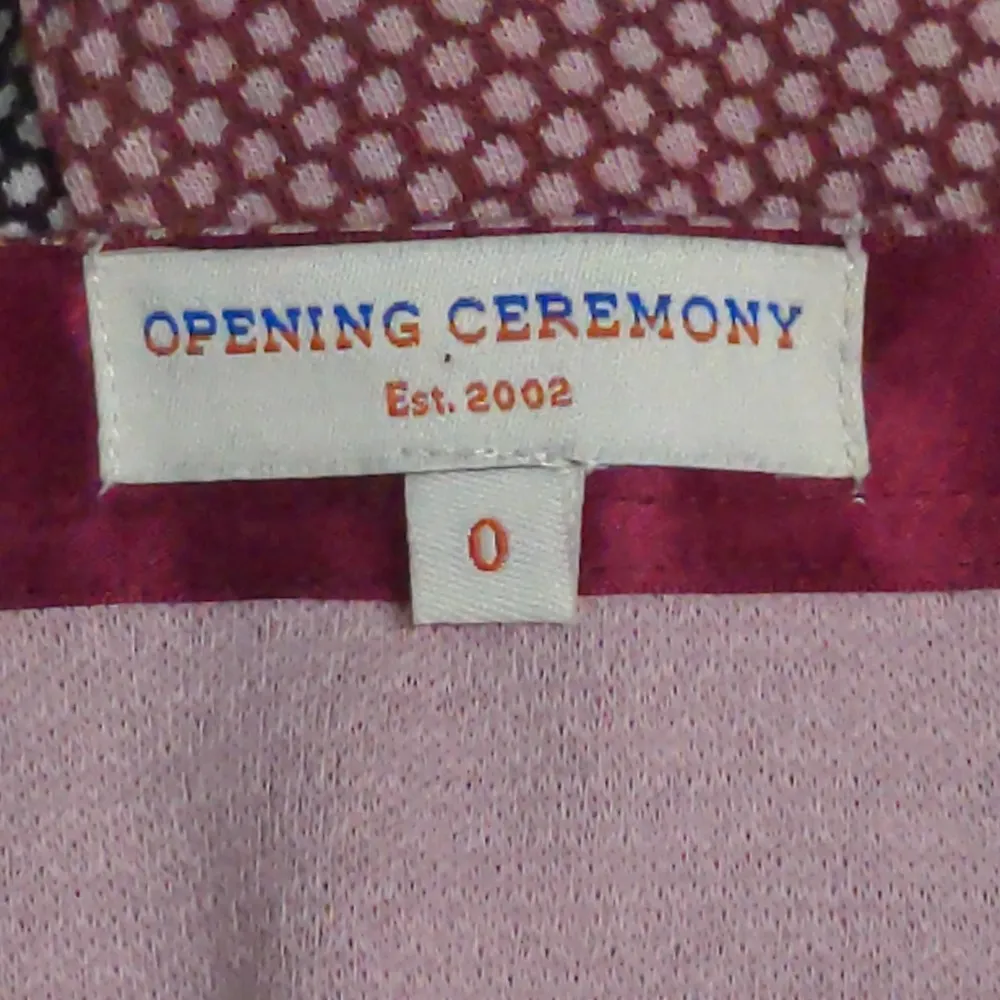 OPENING CEREMONY
Est. 2002
0